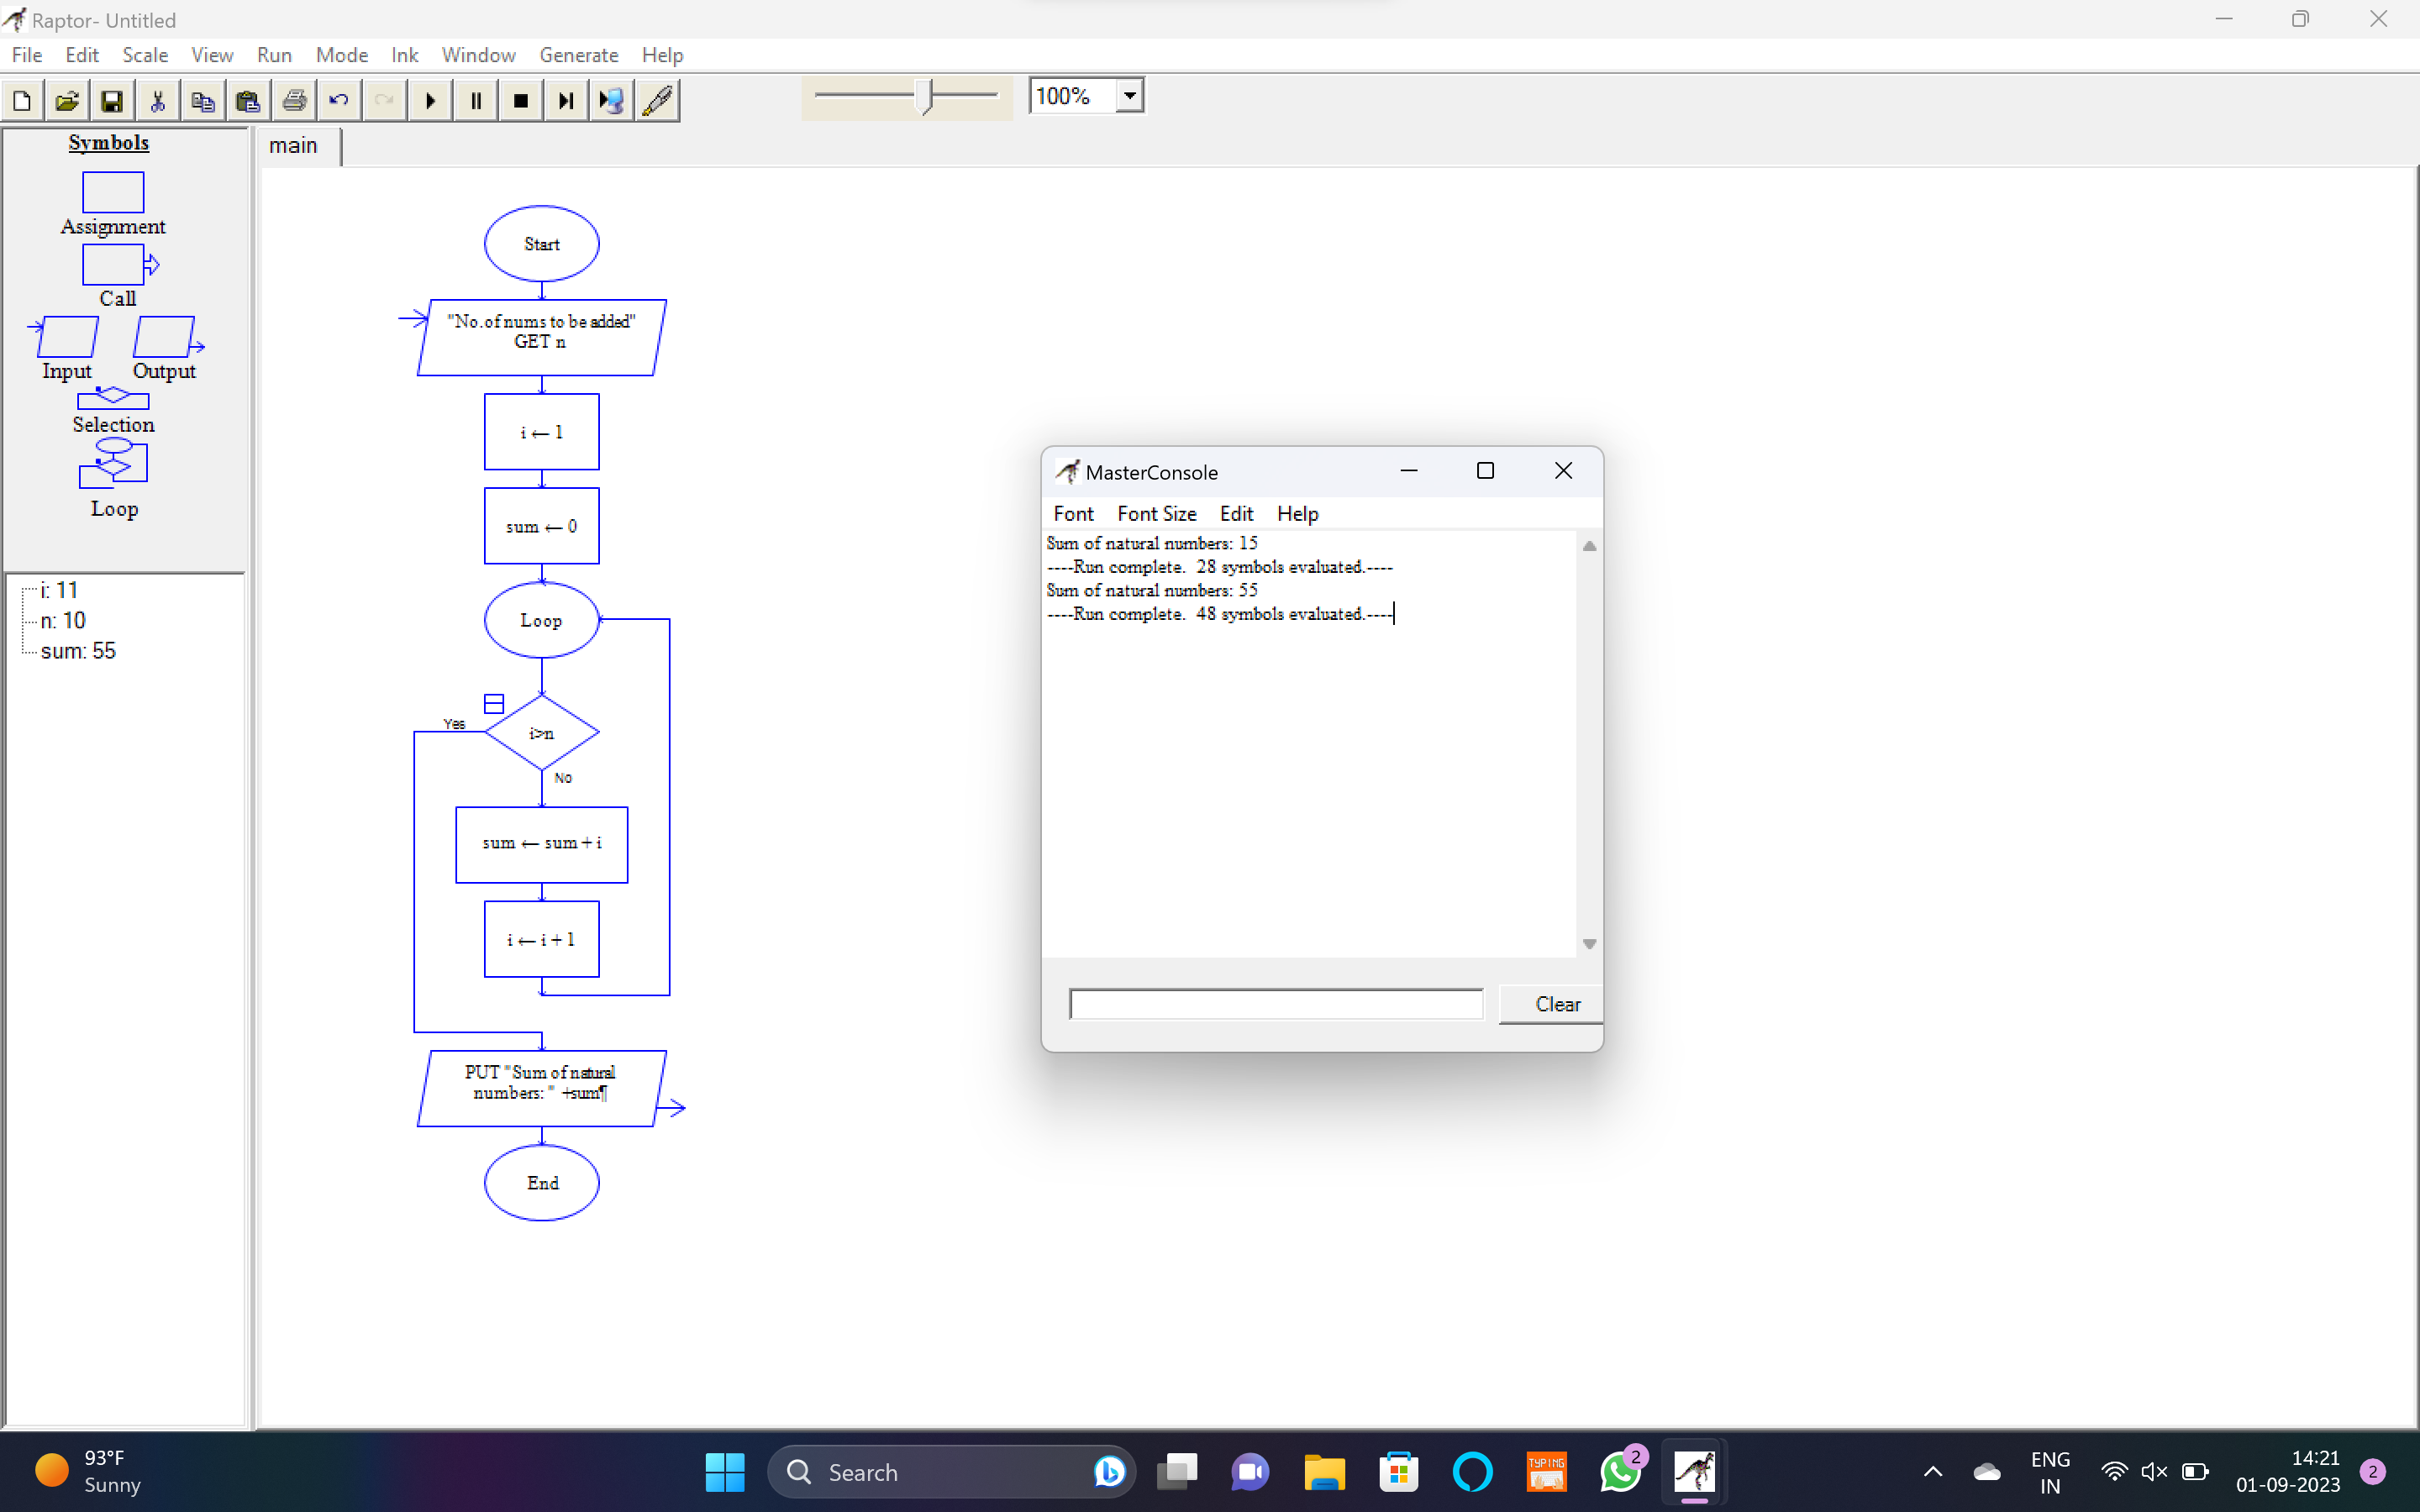 Raptor- Untitled
File Edit Scale View Run Mode Ink Window Generate Help
100%
Symbols
main
Assignment
Call
Input Output
Selection
Loop
i: 11
n: 10
sum: 55
Start
"No.of nums to be added"
GET n
i ← 1
sum ← 0
Loop
Yes
i>n
No
sum ← sum + i
i ← i + 1
PUT "Sum of natural
numbers: " +sum¶
End
MasterConsole
Font Font Size Edit Help
Sum of natural numbers: 15
----Run complete.  28 symbols evaluated.----
Sum of natural numbers: 55
----Run complete.  48 symbols evaluated.----
Clear
93°F
Sunny
Search
TYPING
2
ENG
IN
14:21
01-09-2023
2